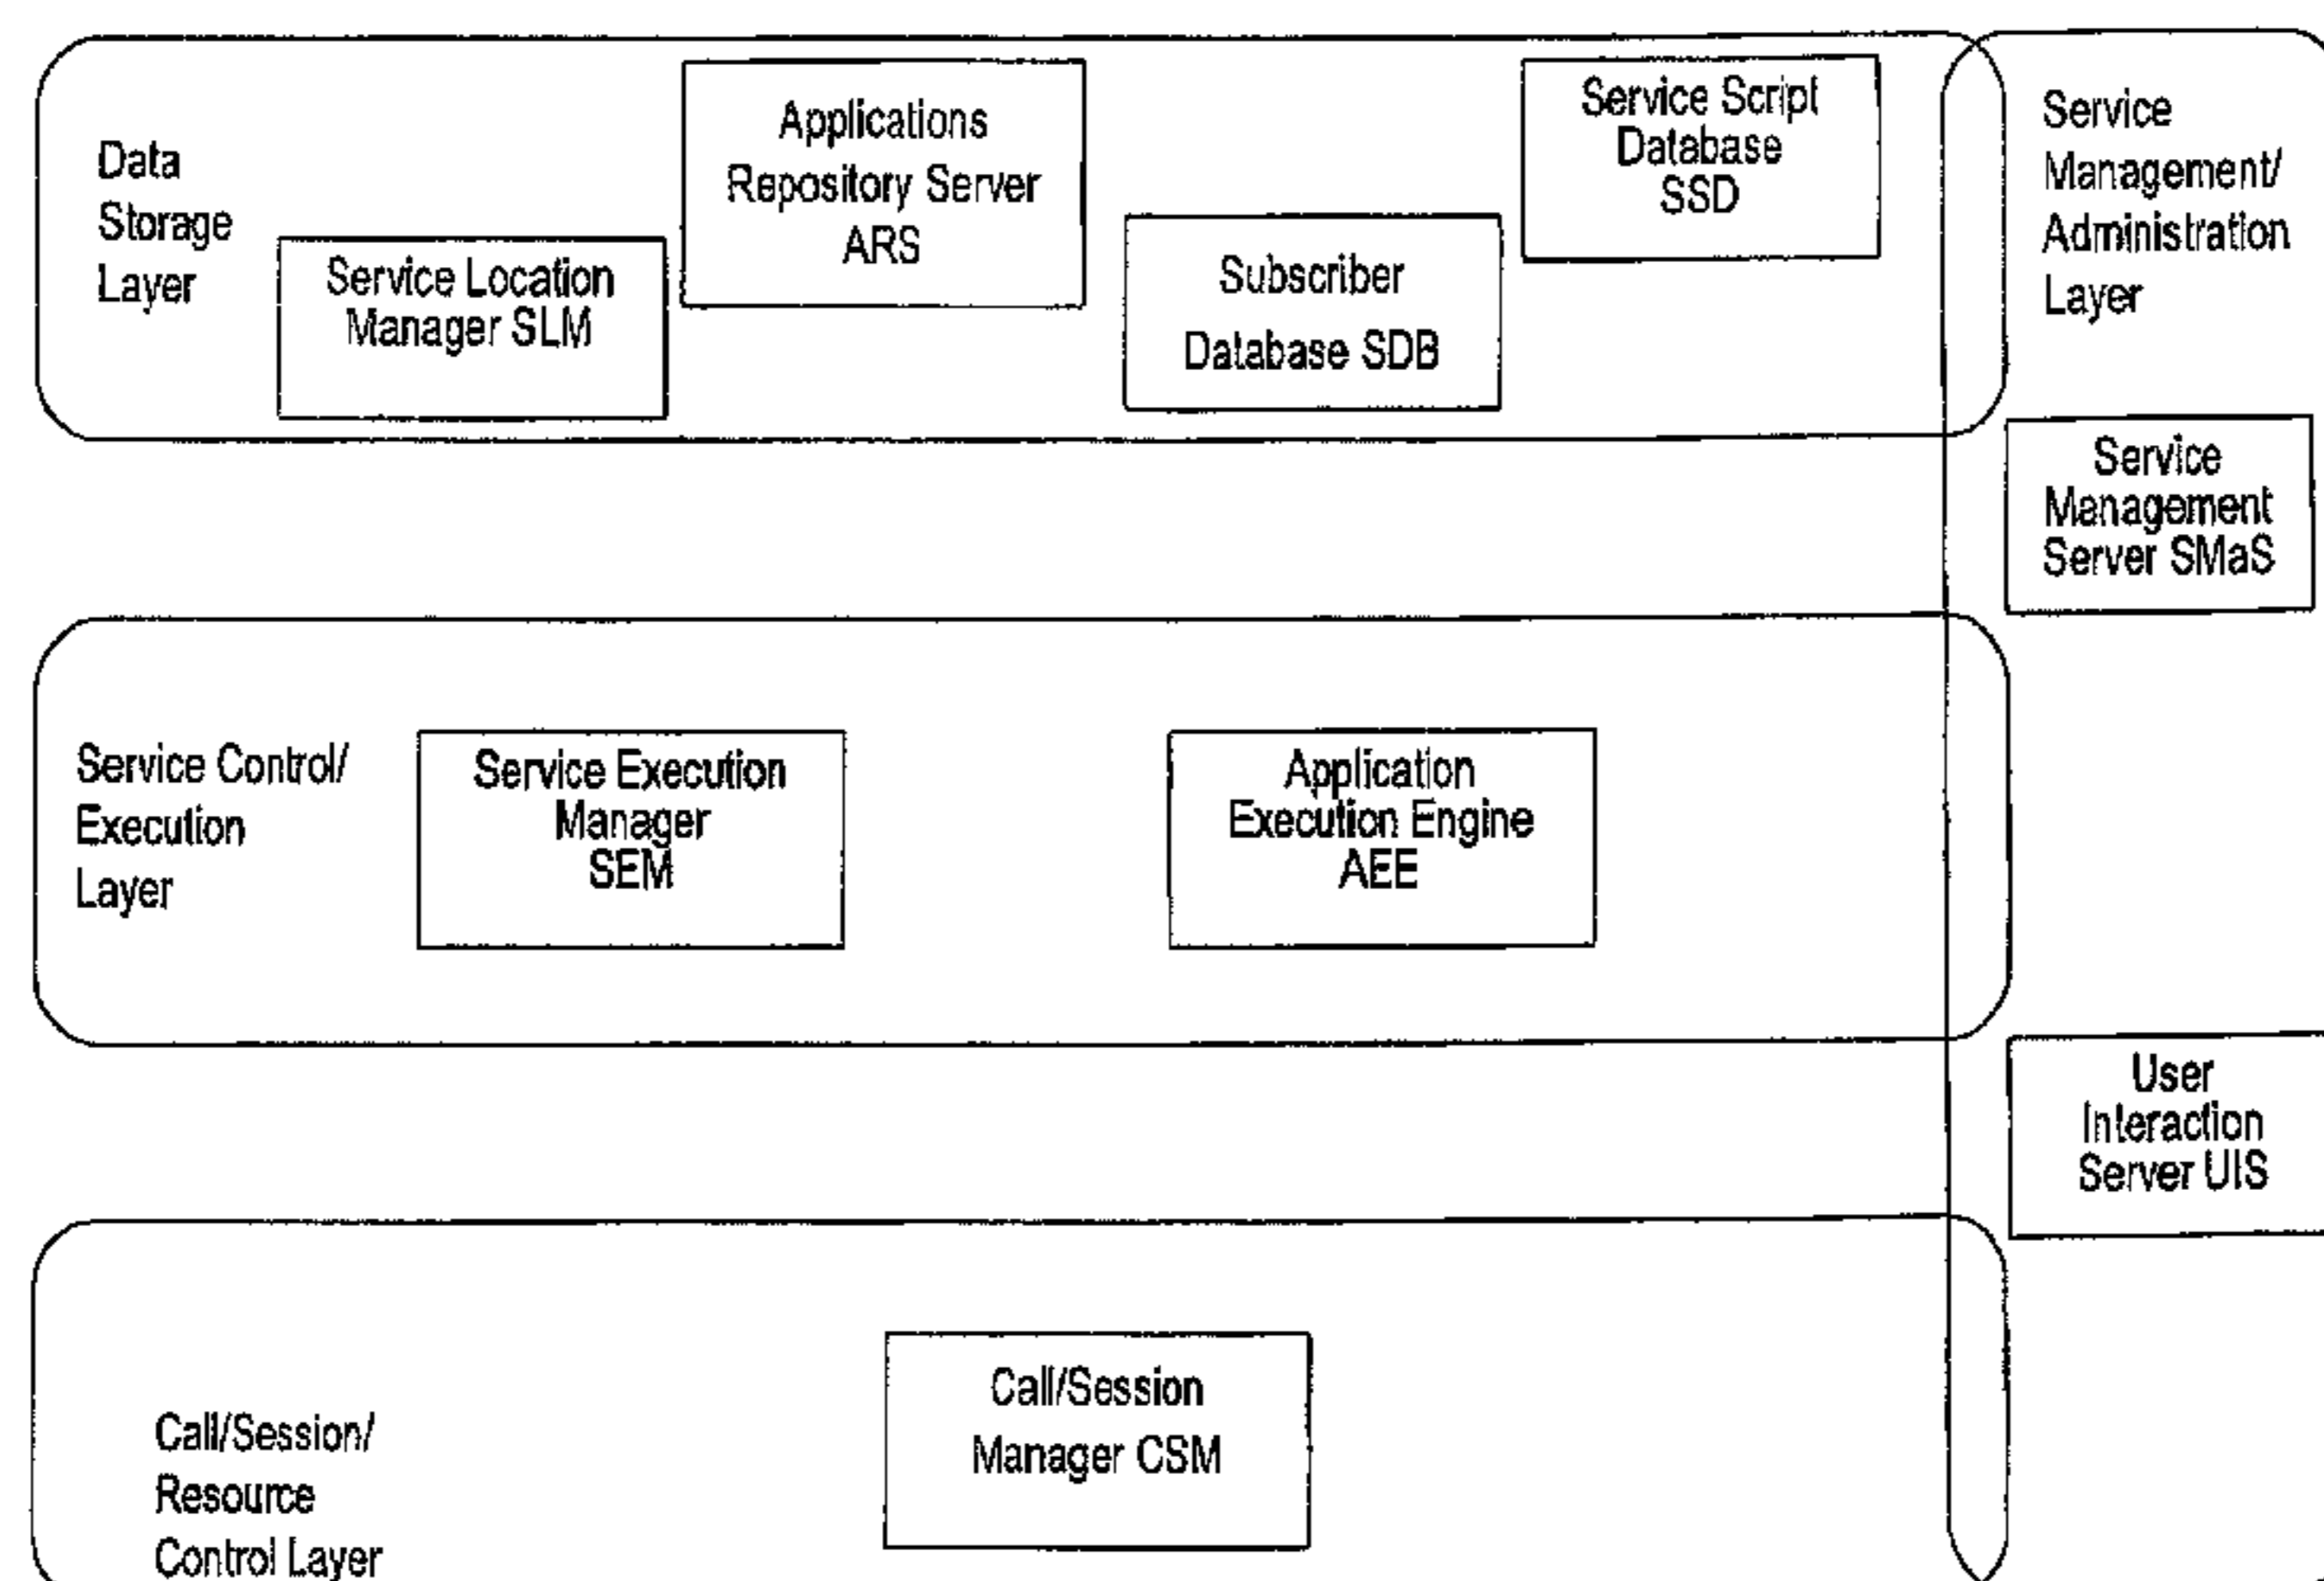 Data
Storage
Layer
Service Location
Manager SLM
Applications
Repository Server
ARS
Subscriber
Database SDB
Service Script
Database
SSD
Service
Management/
Administration
Layer
Service
Management
Server SMaS
Service Control/
Execution
Layer
Service Execution
Manager
SEM
Application
Execution Engine
AEE
User
Interaction
Server UIS
Call/Session/
Resource
Control Layer
Call/Session
Manager CSM